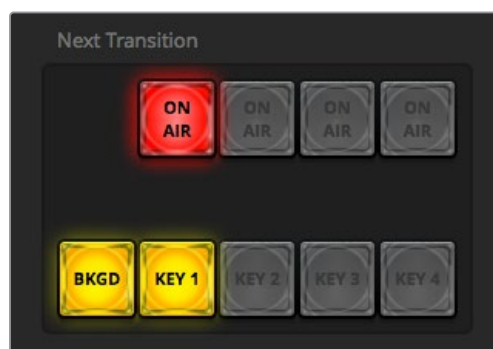 Next Transition
ON AIR
ON AIR
ON AIR
ON AIR
BKGD
KEY 1
KEY 2
KEY 3
KEY 4